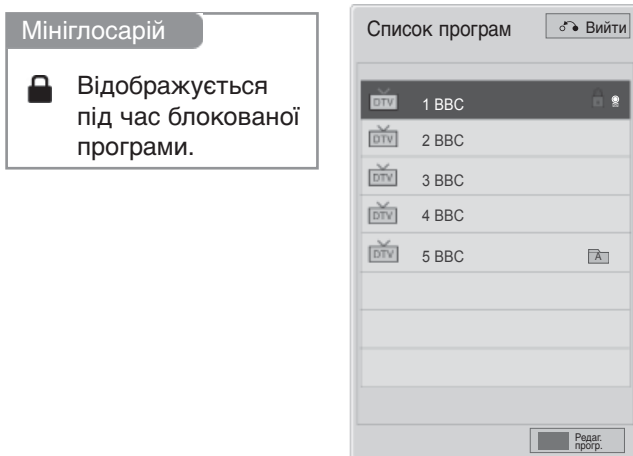 Мініглосарій
Відображується
під час блокованої
програми.
Список програм
Вийти
DTV 1 BBC
DTV 2 BBC
DTV 3 BBC
DTV 4 BBC
DTV 5 BBC A
Редаг.
прогр.